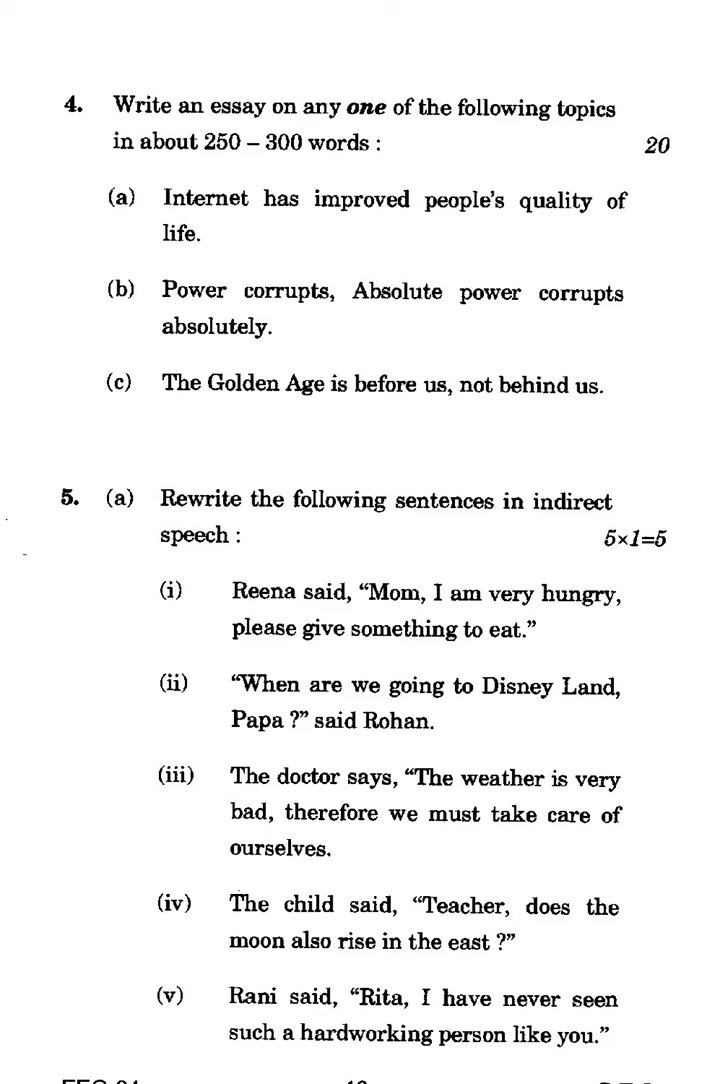 4. Write an essay on any one of the following topics
in about 250 – 300 words : 20
(a) Internet has improved people's quality of
life.
(b) Power corrupts, Absolute power corrupts
absolutely.
(c) The Golden Age is before us, not behind us.
5. (a) Rewrite the following sentences in indirect
speech : 5×1=5
(i) Reena said, “Mom, I am very hungry,
please give something to eat.”
(ii) “When are we going to Disney Land,
Papa ?” said Rohan.
(iii) The doctor says, “The weather is very
bad, therefore we must take care of
ourselves.
(iv) The child said, “Teacher, does the
moon also rise in the east ?”
(v) Rani said, “Rita, I have never seen
such a hardworking person like you.”